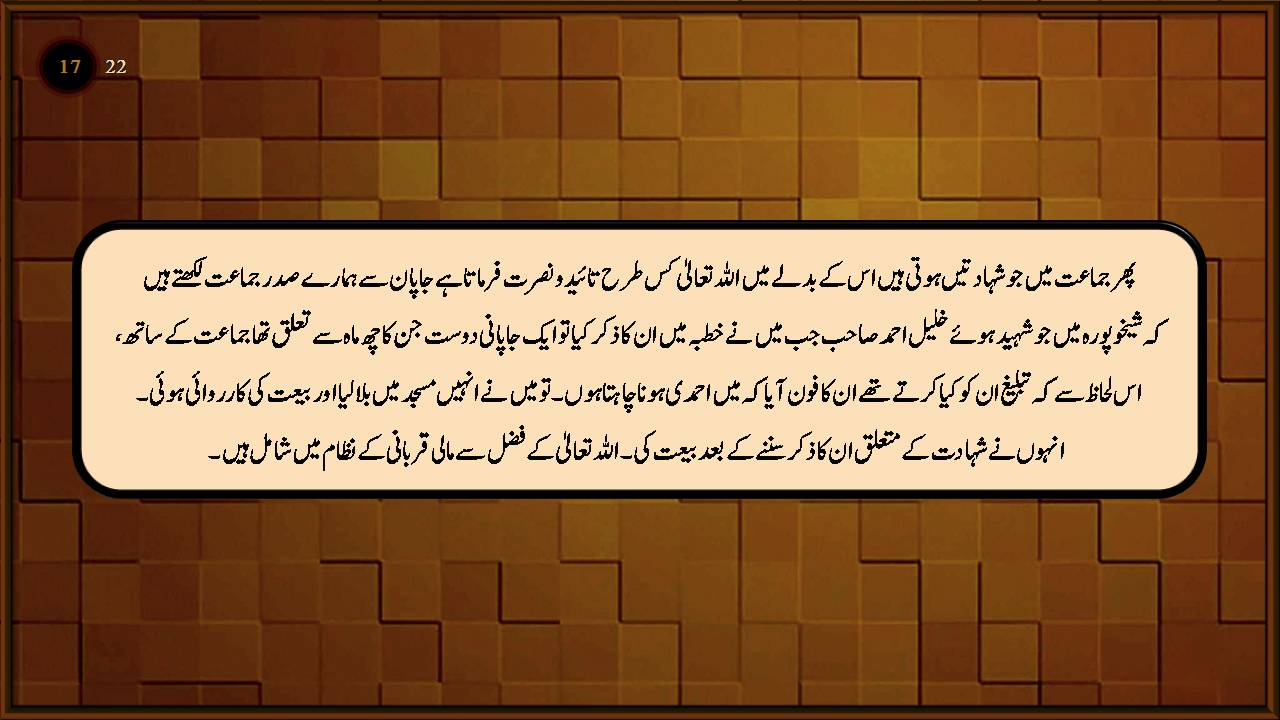 17 22
پھر جماعت میں جو شہادتیں ہوتی ہیں اس کے بدلے میں اللہ تعالیٰ کس طرح تائید و نصرت فرماتا ہے جاپان سے ہمارے صدر جماعت لکھتے ہیں
کہ شیخوپورہ میں جو شہید ہوئے خلیل احمد صاحب جب میں نے خطبہ میں ان کا ذکر کیا تو ایک جاپانی دوست جن کا چھ ماہ سے تعلق تھا جماعت کے ساتھ،
اس لحاظ سے کہ تبلیغ ان کو کیا کرتے تھے ان کا فون آیا کہ میں احمدی ہونا چاہتا ہوں۔ تو میں نے انہیں مسجد میں بلا لیا اور بیعت کی کارروائی ہوئی۔
انہوں نے شہادت کے متعلق ان کا ذکر سننے کے بعد بیعت کی۔ اللہ تعالیٰ کے فضل سے مالی قربانی کے نظام میں شامل ہیں۔